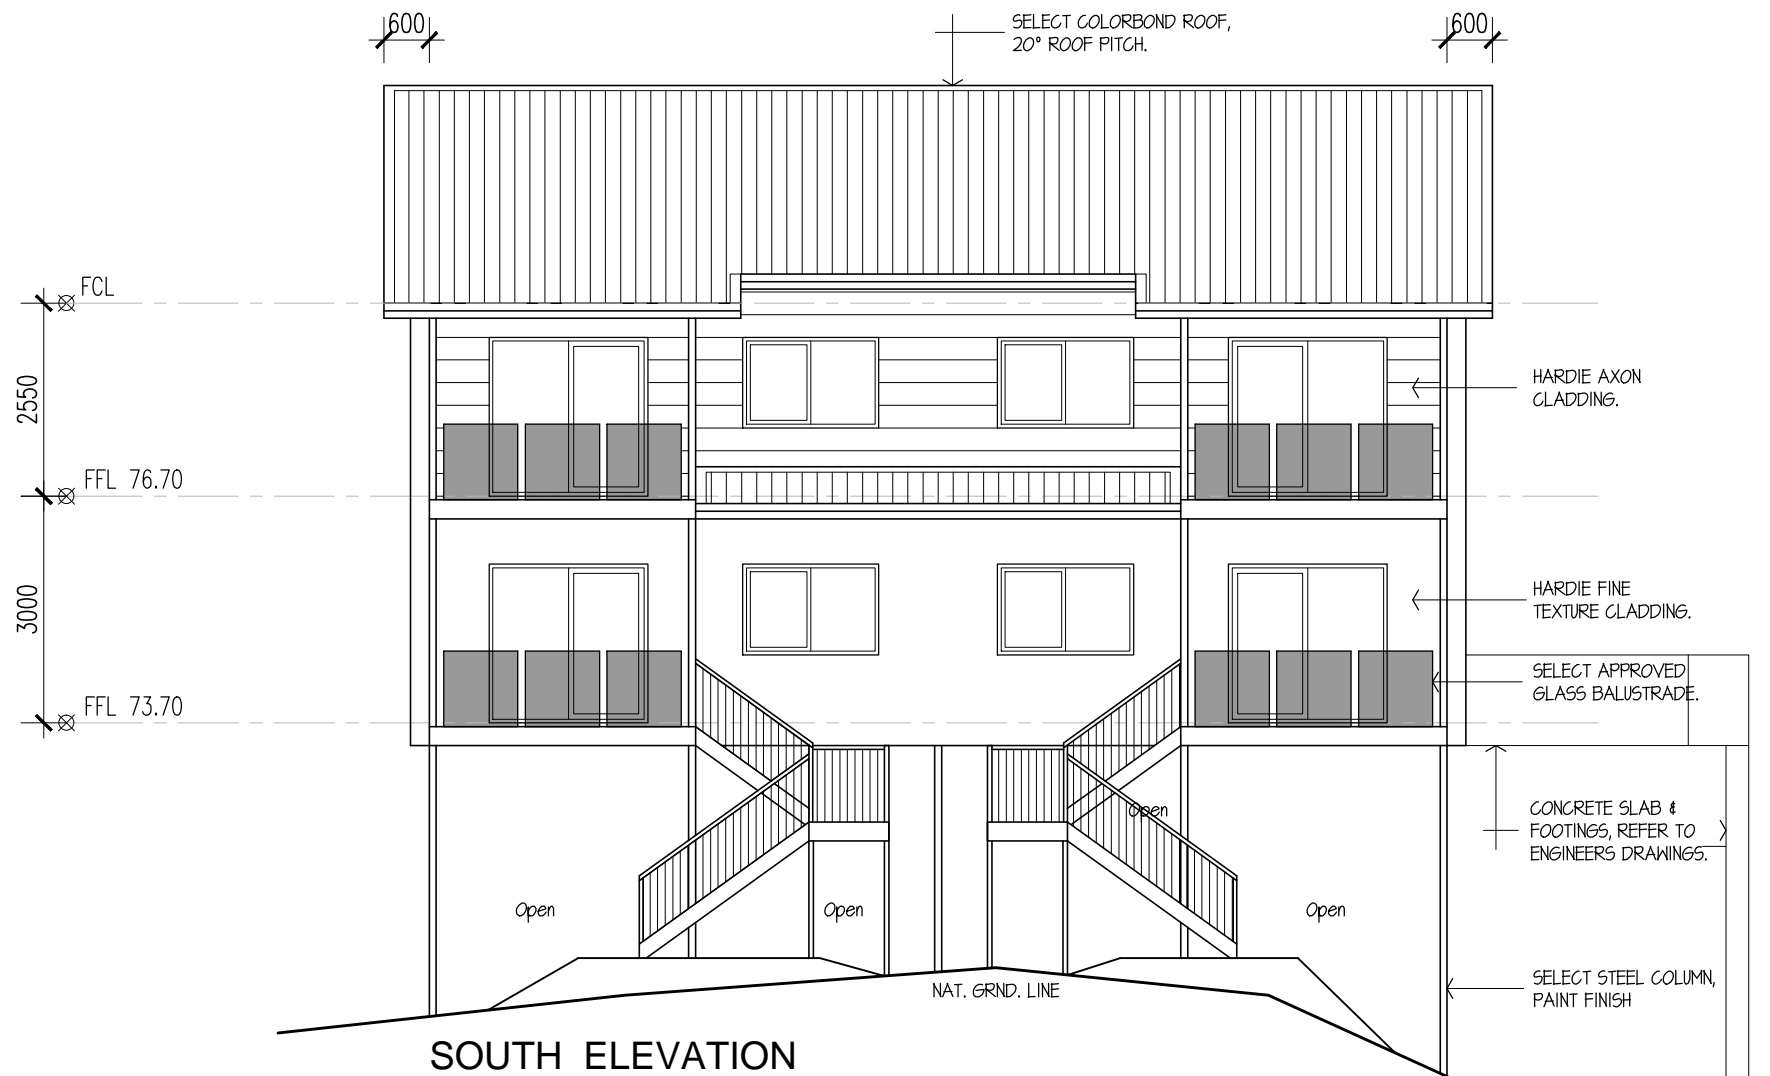 600
SELECT COLORBOND ROOF,
20° ROOF PITCH.
600
FCL
2550
HARDIE AXON
CLADDING.
FFL 76.70
3000
HARDIE FINE
TEXTURE CLADDING.
SELECT APPROVED
GLASS BALUSTRADE.
FFL 73.70
Open
CONCRETE SLAB &
FOOTINGS, REFER TO
ENGINEERS DRAWINGS.
Open
Open
Open
NAT. GRND. LINE
SELECT STEEL COLUMN,
PAINT FINISH
SOUTH ELEVATION